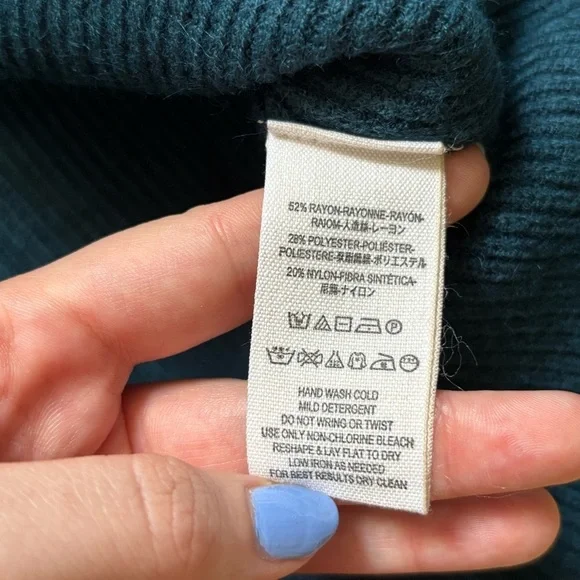 52% RAYON-RAYONNE-RAYÓN-
RAIOM-人造絲-レーヨン
28% POLYESTER-POLIÉSTER-
POLIESTERE-聚酯纖維-ポリエステル
20% NYLON-FIBRA SINTÉTICA-
尼龍-ナイロン
HAND WASH COLD
MILD DETERGENT
DO NOT WRING OR TWIST
USE ONLY NON-CHLORINE BLEACH
RESHAPE & LAY FLAT TO DRY
LOW IRON AS NEEDED
FOR BEST RESULTS DRY CLEAN